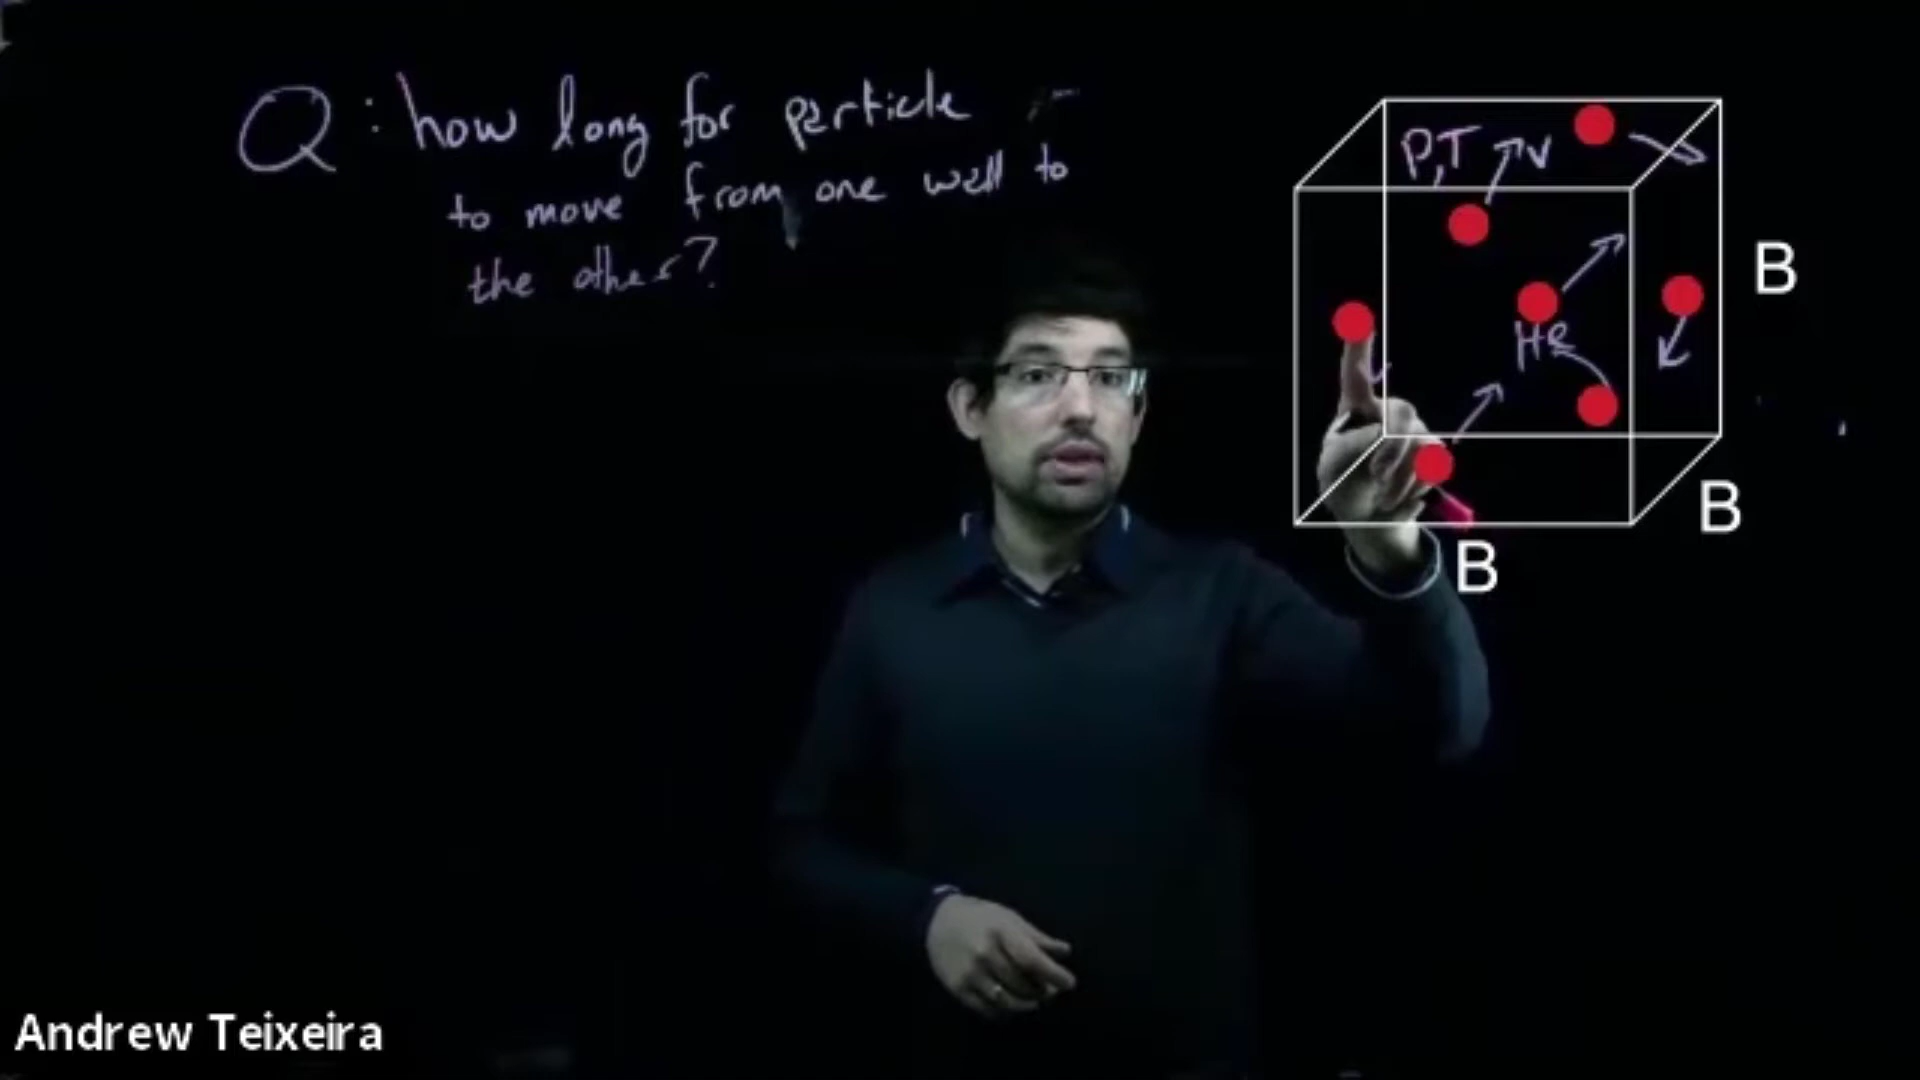 Q: how long for particle
to move from one well to
the other?
P,T v
He
B
B
B
Andrew Teixeira